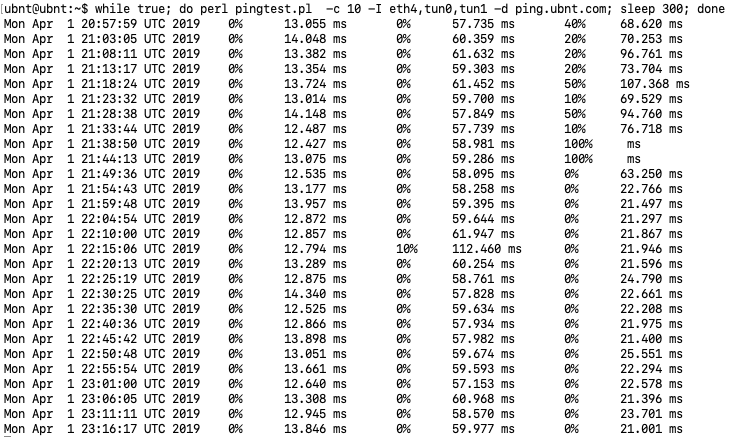 ubnt@ubnt:~$ while true; do perl pingtest.pl -c 10 -I eth4,tun0,tun1 -d ping.ubnt.com; sleep 300; done
Mon Apr 1 20:57:59 UTC 2019 0% 13.055 ms 0% 57.735 ms 40% 68.620 ms
Mon Apr 1 21:03:05 UTC 2019 0% 14.048 ms 0% 60.359 ms 20% 70.253 ms
Mon Apr 1 21:08:11 UTC 2019 0% 13.382 ms 0% 61.632 ms 20% 96.761 ms
Mon Apr 1 21:13:17 UTC 2019 0% 13.354 ms 0% 59.303 ms 20% 73.704 ms
Mon Apr 1 21:18:24 UTC 2019 0% 13.724 ms 0% 61.452 ms 50% 107.368 ms
Mon Apr 1 21:23:32 UTC 2019 0% 13.014 ms 0% 59.700 ms 10% 69.529 ms
Mon Apr 1 21:28:38 UTC 2019 0% 14.148 ms 0% 57.849 ms 50% 94.760 ms
Mon Apr 1 21:33:44 UTC 2019 0% 12.487 ms 0% 57.739 ms 10% 76.718 ms
Mon Apr 1 21:38:50 UTC 2019 0% 12.427 ms 0% 58.981 ms 100% ms
Mon Apr 1 21:44:13 UTC 2019 0% 13.075 ms 0% 59.286 ms 100% ms
Mon Apr 1 21:49:36 UTC 2019 0% 12.535 ms 0% 58.095 ms 0% 63.250 ms
Mon Apr 1 21:54:43 UTC 2019 0% 13.177 ms 0% 58.258 ms 0% 22.766 ms
Mon Apr 1 21:59:48 UTC 2019 0% 13.957 ms 0% 59.395 ms 0% 21.497 ms
Mon Apr 1 22:04:54 UTC 2019 0% 12.872 ms 0% 59.644 ms 0% 21.297 ms
Mon Apr 1 22:10:00 UTC 2019 0% 12.857 ms 0% 61.947 ms 0% 21.867 ms
Mon Apr 1 22:15:06 UTC 2019 0% 12.794 ms 10% 112.460 ms 0% 21.946 ms
Mon Apr 1 22:20:13 UTC 2019 0% 13.289 ms 0% 60.254 ms 0% 21.596 ms
Mon Apr 1 22:25:19 UTC 2019 0% 12.875 ms 0% 58.761 ms 0% 24.790 ms
Mon Apr 1 22:30:25 UTC 2019 0% 14.340 ms 0% 57.828 ms 0% 22.661 ms
Mon Apr 1 22:35:30 UTC 2019 0% 12.525 ms 0% 59.634 ms 0% 22.208 ms
Mon Apr 1 22:40:36 UTC 2019 0% 12.866 ms 0% 57.934 ms 0% 21.975 ms
Mon Apr 1 22:45:42 UTC 2019 0% 13.898 ms 0% 57.982 ms 0% 21.400 ms
Mon Apr 1 22:50:48 UTC 2019 0% 13.051 ms 0% 59.674 ms 0% 25.551 ms
Mon Apr 1 22:55:54 UTC 2019 0% 13.661 ms 0% 59.593 ms 0% 22.294 ms
Mon Apr 1 23:01:00 UTC 2019 0% 12.640 ms 0% 57.153 ms 0% 22.578 ms
Mon Apr 1 23:06:05 UTC 2019 0% 13.308 ms 0% 60.968 ms 0% 21.396 ms
Mon Apr 1 23:11:11 UTC 2019 0% 12.945 ms 0% 58.570 ms 0% 23.701 ms
Mon Apr 1 23:16:17 UTC 2019 0% 13.846 ms 0% 59.977 ms 0% 21.001 ms